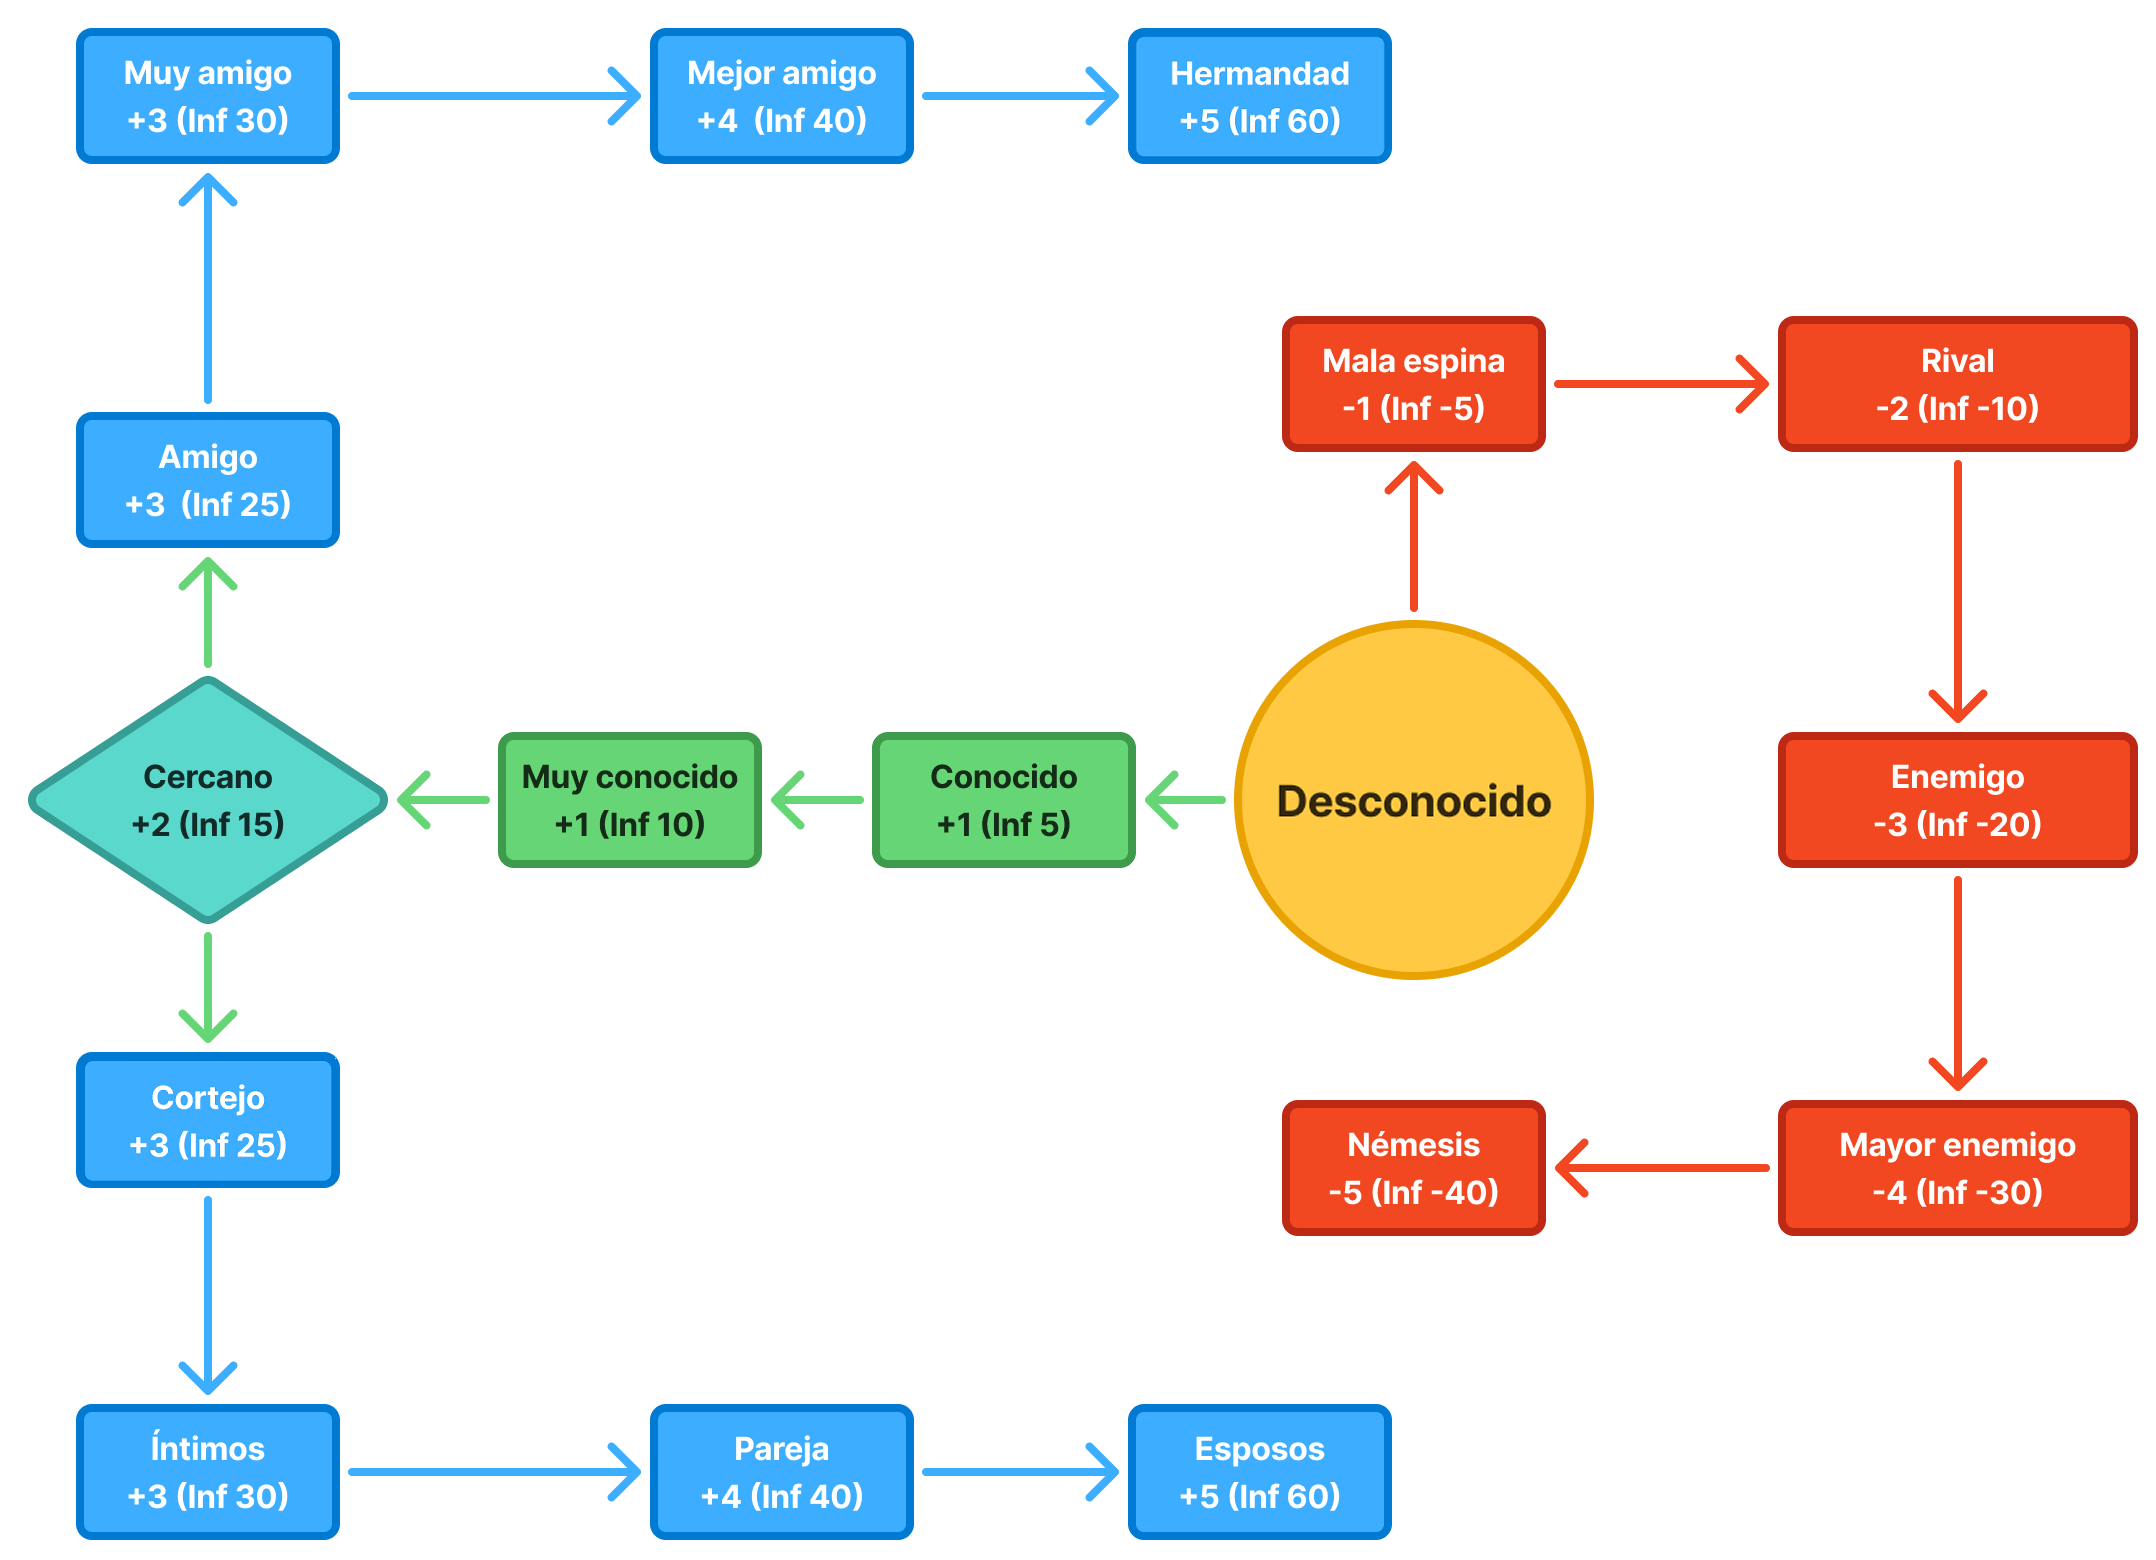 Muy amigo
+3 (Inf 30)
Mejor amigo
+4  (Inf 40)
Hermandad
+5 (Inf 60)
Mala espina
-1 (Inf -5)
Rival
-2 (Inf -10)
Amigo
+3  (Inf 25)
Cercano
+2 (Inf 15)
Muy conocido
+1 (Inf 10)
Conocido
+1 (Inf 5)
Desconocido
Enemigo
-3 (Inf -20)
Cortejo
+3 (Inf 25)
Némesis
-5 (Inf -40)
Mayor enemigo
-4 (Inf -30)
Íntimos
+3 (Inf 30)
Pareja
+4 (Inf 40)
Esposos
+5 (Inf 60)